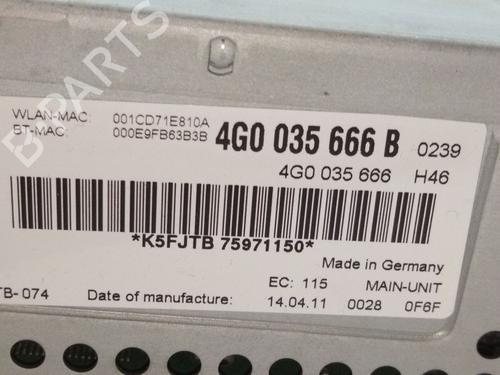 B-PARTS
WLAN-MAC: 001CD71E810A
BT-MAC: 000E9FB63B3B
4G0 035 666 B 0239
4G0 035 666 H46
*K5FJTB 75971150*
Made in Germany
EC: 115 MAIN-UNIT
TB- 074 Date of manufacture: 14.04.11 0028 0F6F